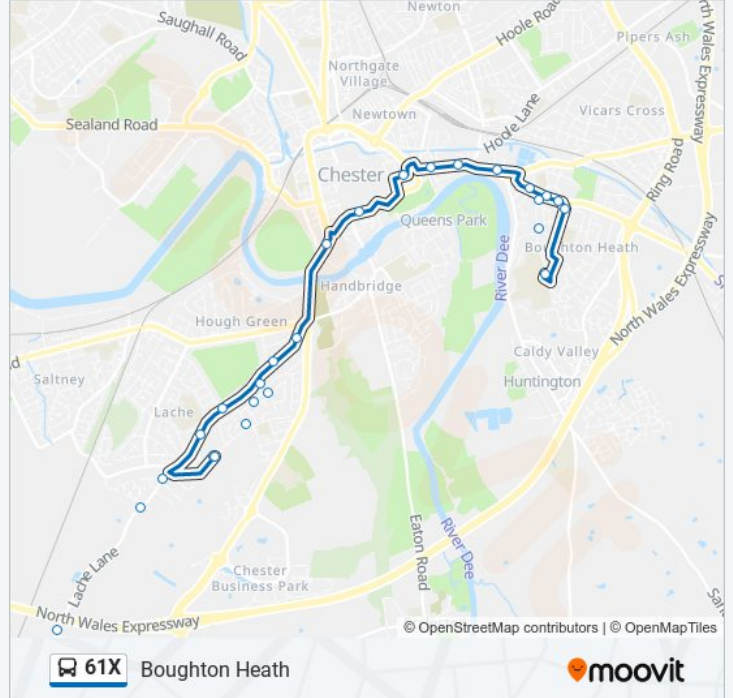 Newton
Saughall Road
Hoole Road
North Wales Expressway
Pipers Ash
Northgate
Village
Newtown
Sealand Road
Hoole Lane
Vicars Cross
Ring Road
Chester
Queens Park
Boughton Heath
River Dee
Handbridge
Hough Green
North Wales Expressway
Caldy Valley
Saltney
Huntington
Lache
Eaton Road
River Dee
Lache Lane
Chester
Business Park
North Wales Expressway
© OpenStreetMap contributors | © OpenMapTiles
61X Boughton Heath
moovit